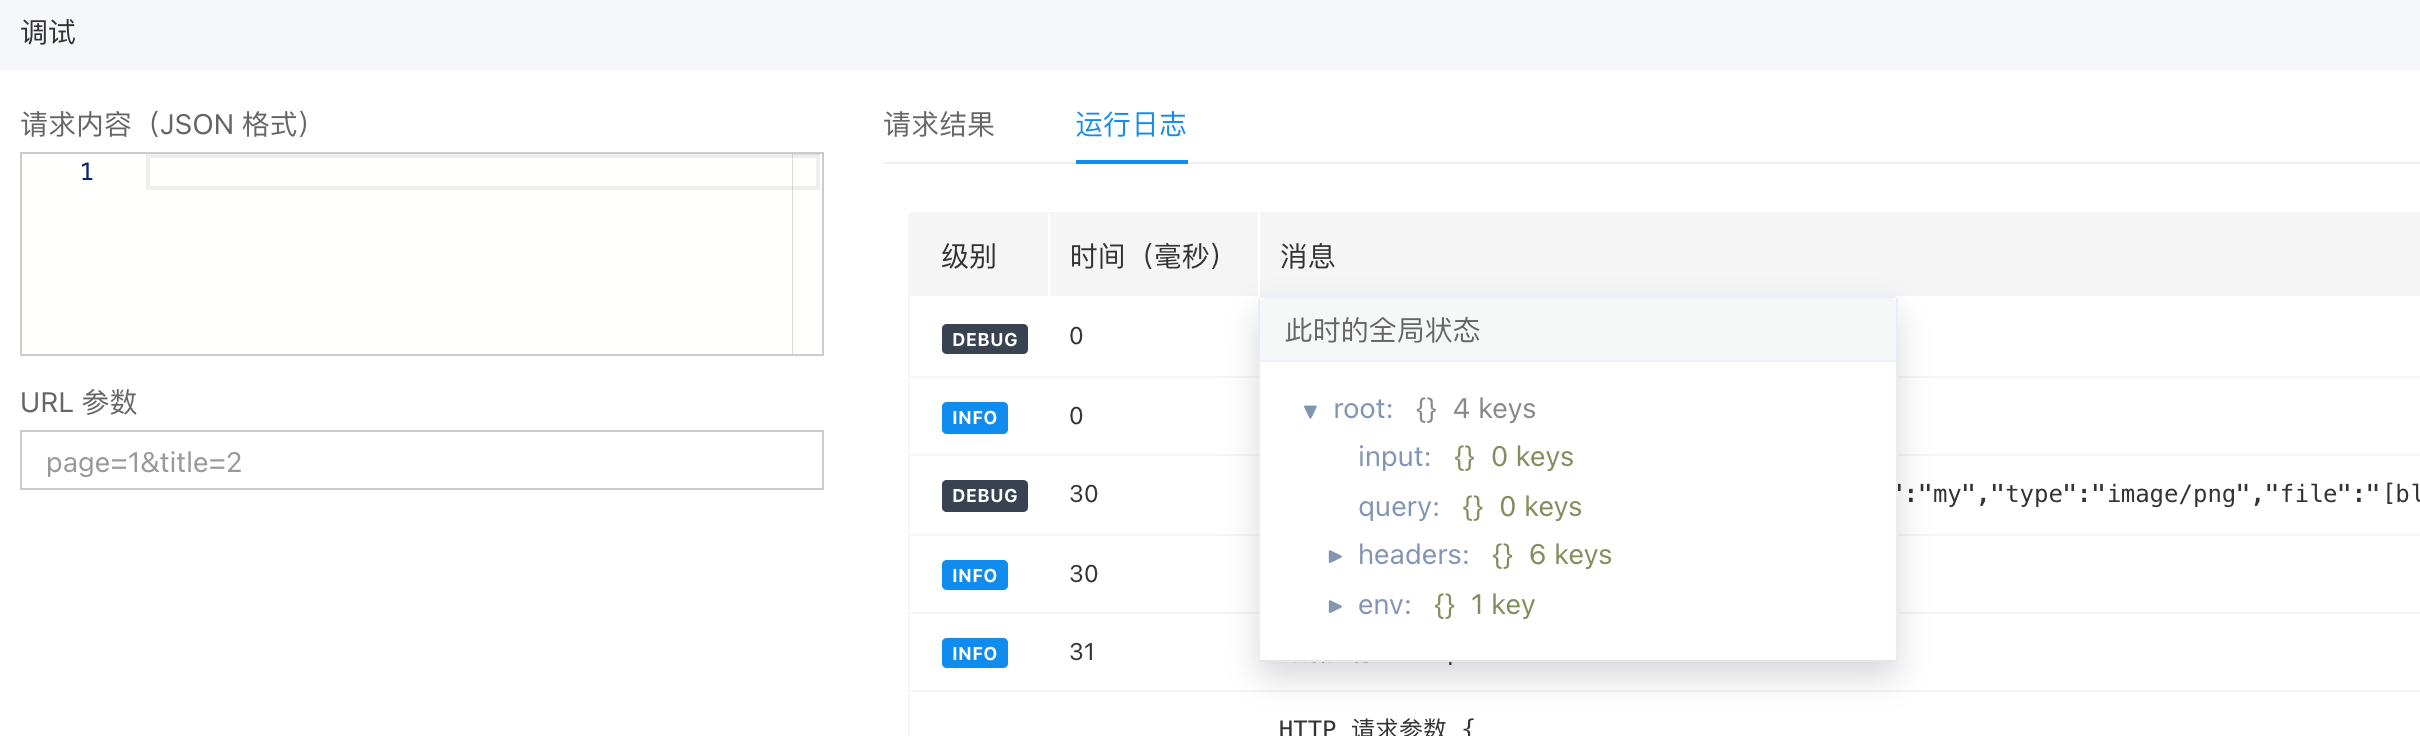 调试
请求内容（JSON 格式）
1
URL 参数
page=1&title=2
请求结果 运行日志
级别 时间（毫秒） 消息
DEBUG 0
INFO 0
DEBUG 30 ":"my","type":"image/png","file":"[bl
INFO 30
INFO 31
此时的全局状态
▼ root: {} 4 keys
input: {} 0 keys
query: {} 0 keys
▶ headers: {} 6 keys
▶ env: {} 1 key
HTTP 请求参数 {